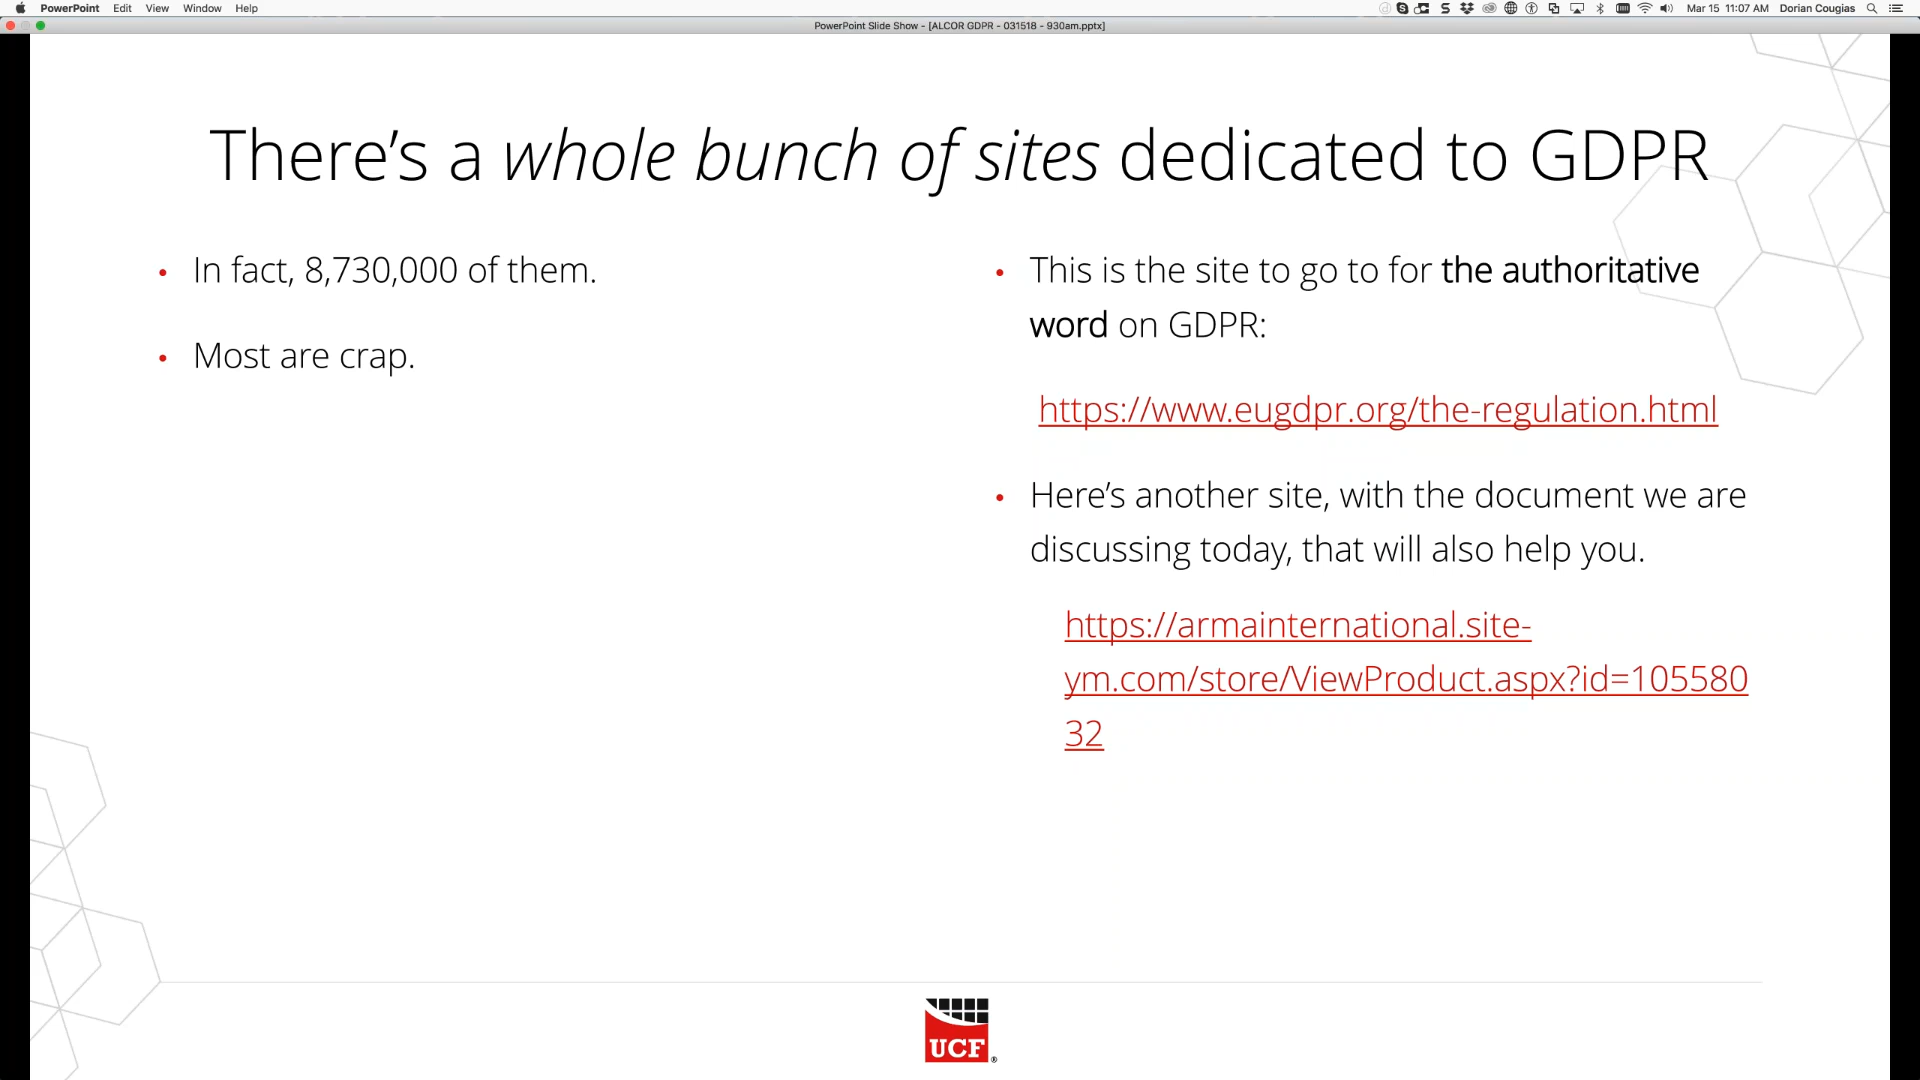 PowerPoint Edit View Window Help Mar 15 11:07 AM Dorian Cougias
PowerPoint Slide Show - [ALCOR GDPR - 031518 - 930am.pptx]
There’s a whole bunch of sites dedicated to GDPR
• In fact, 8,730,000 of them.
• Most are crap.
• This is the site to go to for the authoritative
word on GDPR:
https://www.eugdpr.org/the-regulation.html
• Here’s another site, with the document we are
discussing today, that will also help you.
https://armainternational.site-
ym.com/store/ViewProduct.aspx?id=105580
32
UCF®